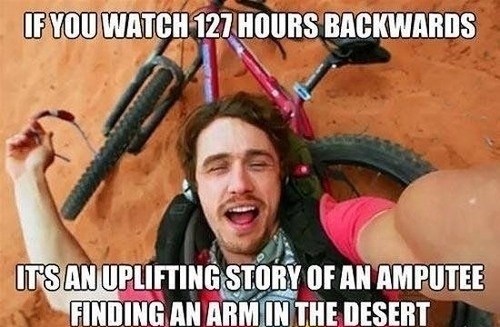 IF YOU WATCH 127 HOURS BACKWARDS
IT'S AN UPLIFTING STORY OF AN AMPUTEE
FINDING AN ARM IN THE DESERT